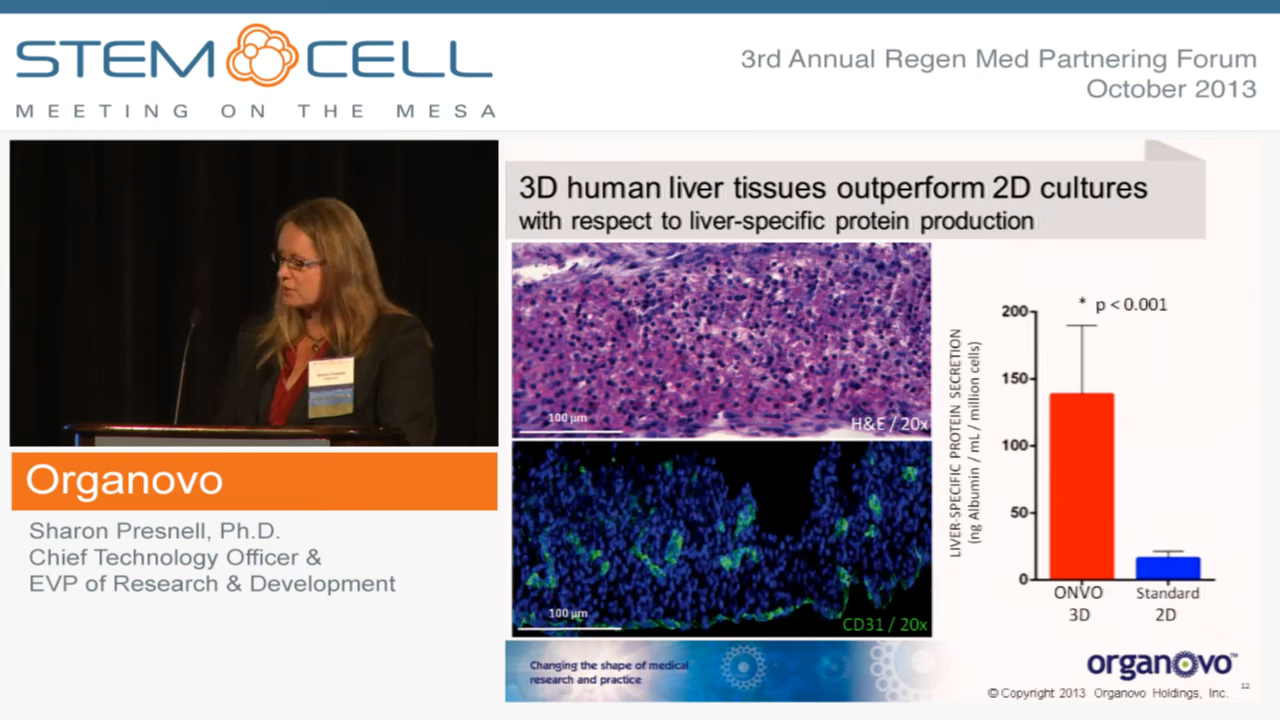 STEM CELL
MEETING ON THE MESA
3rd Annual Regen Med Partnering Forum
October 2013
Organovo
Sharon Presnell, Ph.D.
Chief Technology Officer &
EVP of Research & Development
3D human liver tissues outperform 2D cultures
with respect to liver-specific protein production
100 µm
H&E / 20x
100 µm
CD31 / 20x
* p < 0.001
LIVER-SPECIFIC PROTEIN SECRETION
(ng Albumin / mL / million cells)
200
150
100
50
0
ONVO
3D
Standard
2D
Changing the shape of medical
research and practice
organovo™
© Copyright 2013 Organovo Holdings, Inc.
12